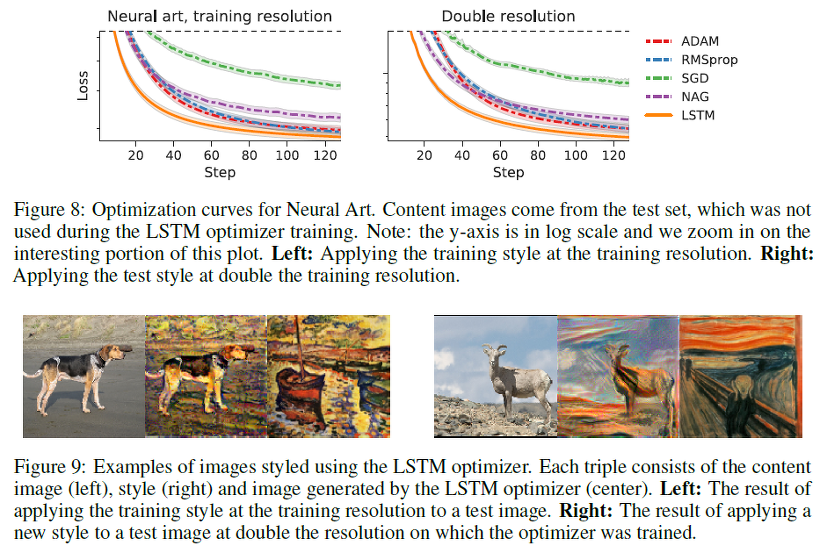 Neural art, training resolution
Double resolution
Loss
20 40 60 80 100 120
Step
20 40 60 80 100 120
Step
ADAM
RMSprop
SGD
NAG
LSTM
Figure 8: Optimization curves for Neural Art. Content images come from the test set, which was not
used during the LSTM optimizer training. Note: the y-axis is in log scale and we zoom in on the
interesting portion of this plot. Left: Applying the training style at the training resolution. Right:
Applying the test style at double the training resolution.
Figure 9: Examples of images styled using the LSTM optimizer. Each triple consists of the content
image (left), style (right) and image generated by the LSTM optimizer (center). Left: The result of
applying the training style at the training resolution to a test image. Right: The result of applying a
new style to a test image at double the resolution on which the optimizer was trained.